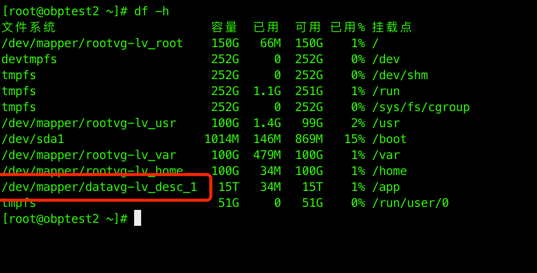 [root@obptest2 ~]# df -h
文件系统 容量 已用 可用 已用% 挂载点
/dev/mapper/rootvg-lv_root 150G 66M 150G 1% /
devtmpfs 252G 0 252G 0% /dev
tmpfs 252G 0 252G 0% /dev/shm
tmpfs 252G 1.1G 251G 1% /run
tmpfs 252G 0 252G 0% /sys/fs/cgroup
/dev/mapper/rootvg-lv_usr 100G 1.4G 99G 2% /usr
/dev/sda1 1014M 146M 869M 15% /boot
/dev/mapper/rootvg-lv_var 100G 479M 100G 1% /var
/dev/mapper/rootvg-lv_home 100G 34M 100G 1% /home
/dev/mapper/datavg-lv_desc_1 15T 34M 15T 1% /app
tmpfs 51G 0 51G 0% /run/user/0
[root@obptest2 ~]#